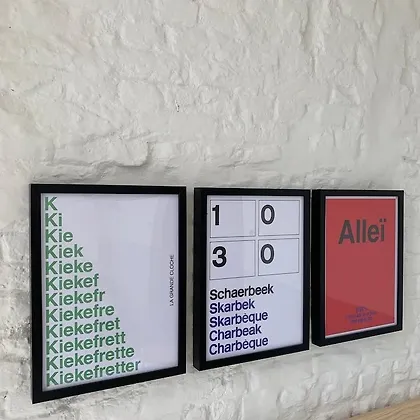 K
Ki
Kie
Kiek
Kieke
Kiekef
Kiekefr
Kiekefre
Kiekefret
Kiekefrett
Kiekefrette
Kiekefretter
LA GRANDE CLOCHE
1 0
3 0
Schaerbeek
Skarbek
Skarbèque
Charbeak
Charbèque
Alleï